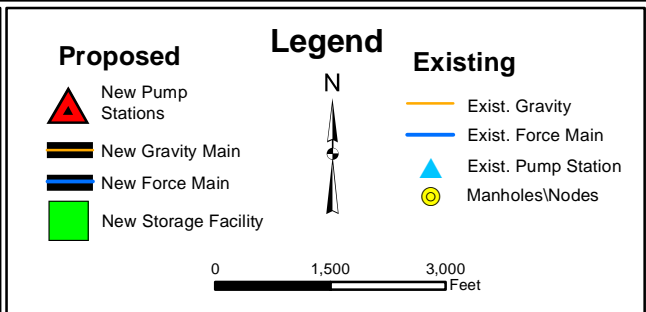 Legend
Proposed
New Pump
Stations
New Gravity Main
New Force Main
New Storage Facility
N
Existing
Exist. Gravity
Exist. Force Main
Exist. Pump Station
Manholes\Nodes
0 1,500 3,000
Feet